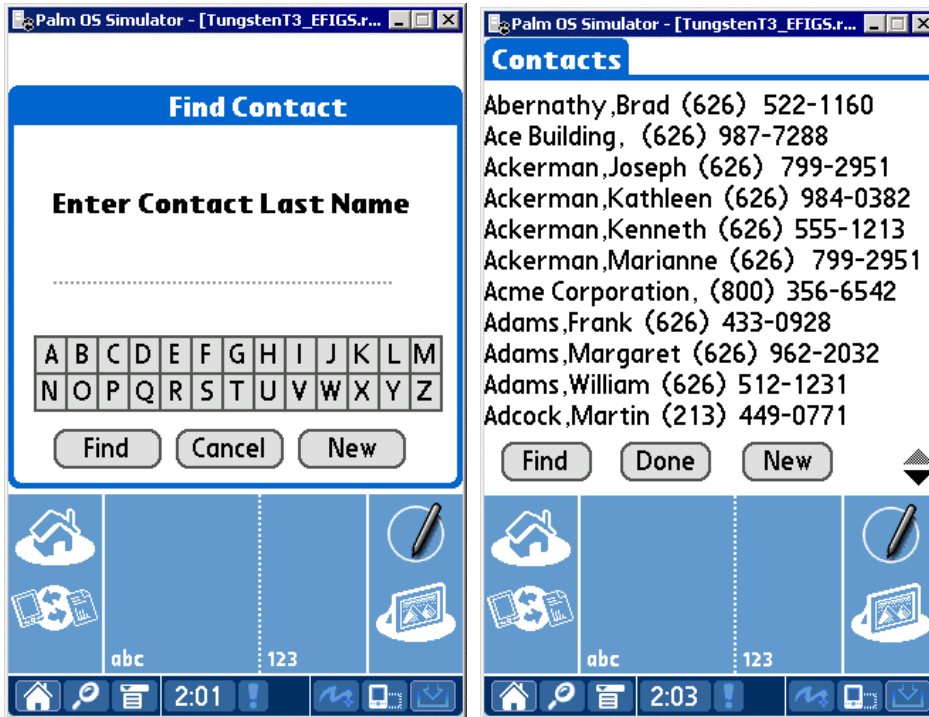 Palm OS Simulator - [TungstenT3_EFIGS.r...
Find Contact
Enter Contact Last Name
A B C D E F G H I J K L M
N O P Q R S T U V W X Y Z
Find Cancel New
abc 123
2:01
Palm OS Simulator - [TungstenT3_EFIGS.r...
Contacts
Abernathy,Brad (626) 522-1160
Ace Building, (626) 987-7288
Ackerman,Joseph (626) 799-2951
Ackerman,Kathleen (626) 984-0382
Ackerman,Kenneth (626) 555-1213
Ackerman,Marianne (626) 799-2951
Acme Corporation, (800) 356-6542
Adams,Frank (626) 433-0928
Adams,Margaret (626) 962-2032
Adams,William (626) 512-1231
Adcock,Martin (213) 449-0771
Find Done New
abc 123
2:03